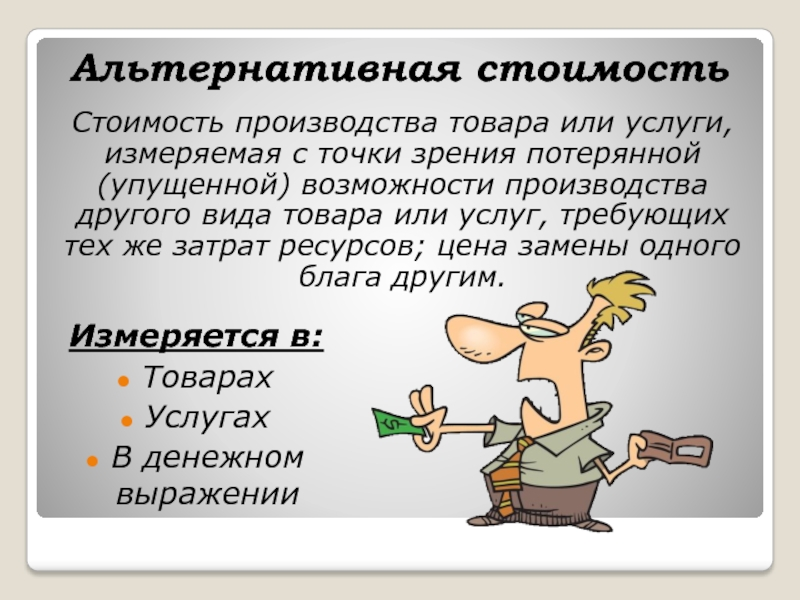 Альтернативная стоимость
Стоимость производства товара или услуги,
измеряемая с точки зрения потерянной
(упущенной) возможности производства
другого вида товара или услуг, требующих
тех же затрат ресурсов; цена замены одного
блага другим.
Измеряется в:
● Товарах
● Услугах
● В денежном
выражении
$